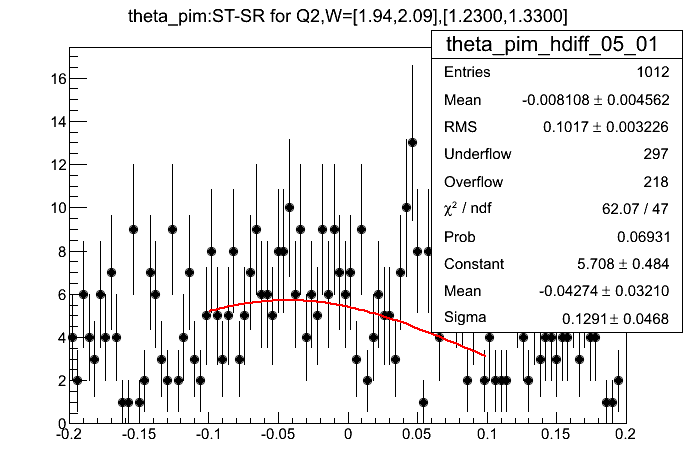 theta_pim:ST-SR for Q2,W=[1.94,2.09],[1.2300,1.3300]
theta_pim_hdiff_05_01
Entries 1012
Mean -0.008108 ± 0.004562
RMS 0.1017 ± 0.003226
Underflow 297
Overflow 218
χ² / ndf 62.07 / 47
Prob 0.06931
Constant 5.708 ± 0.484
Mean -0.04274 ± 0.03210
Sigma 0.1291 ± 0.0468
16
14
12
10
8
6
4
2
0
-0.2 -0.15 -0.1 -0.05 0 0.05 0.1 0.15 0.2